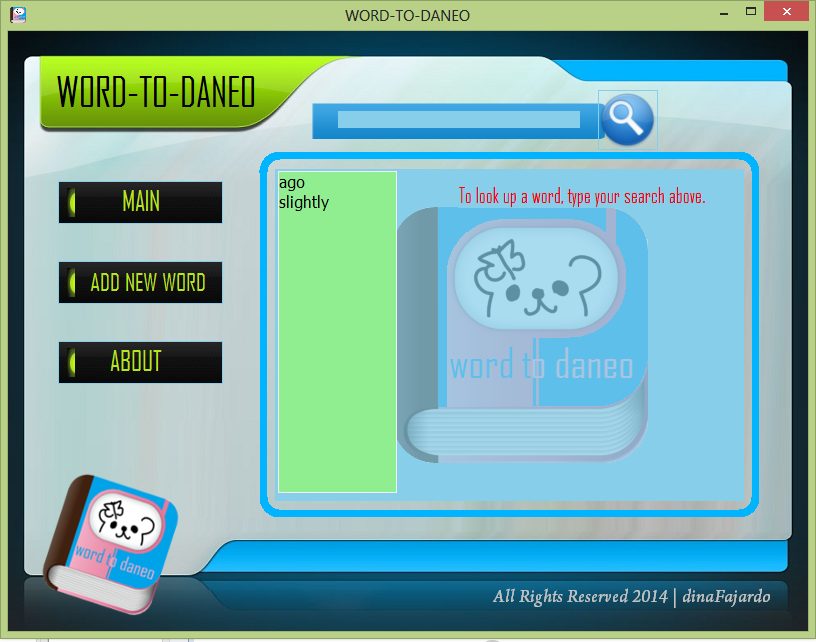 WORD-TO-DANEO
WORD-TO-DANEO
MAIN
ADD NEW WORD
ABOUT
ago
slightly
To look up a word, type your search above.
word to daneo
word to daneo
All Rights Reserved 2014 | dinaFajardo